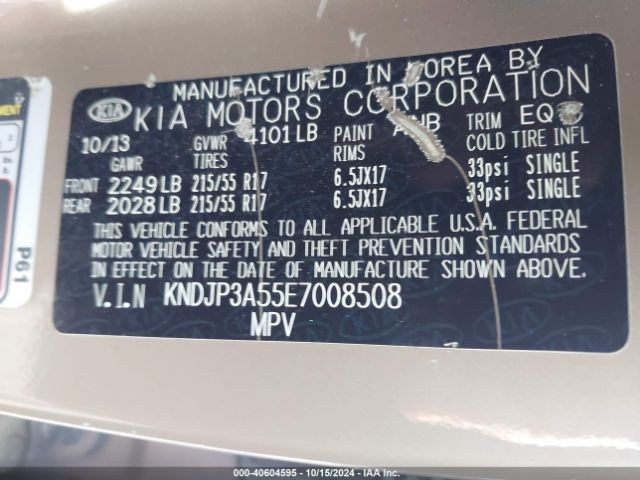 MANUFACTURED IN KOREA BY
KIA KIA MOTORS CORPORATION
10/13 GVWR 4101 LB PAINT TRIM EQ
GAWR TIRES RIMS COLD TIRE INFL
FRONT 2249 LB 215/55 R17 6.5JX17 33psi SINGLE
REAR 2028 LB 215/55 R17 6.5JX17 33psi SINGLE
THIS VEHICLE CONFORMS TO ALL APPLICABLE U.S.A. FEDERAL
MOTOR VEHICLE SAFETY AND THEFT PREVENTION STANDARDS
IN EFFECT ON THE DATE OF MANUFACTURE SHOWN ABOVE.
V.I.N KNDJP3A55E7008508
MPV
P61
000-40604595 - 10/15/2024 - IAA Inc.